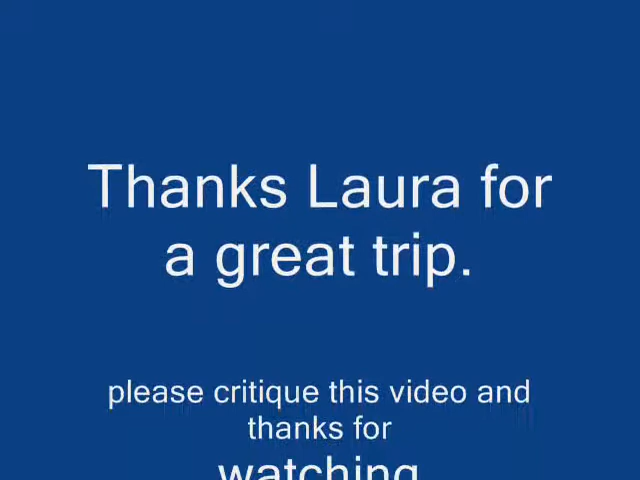 Thanks Laura for
a great trip.
please critique this video and
thanks for
watching